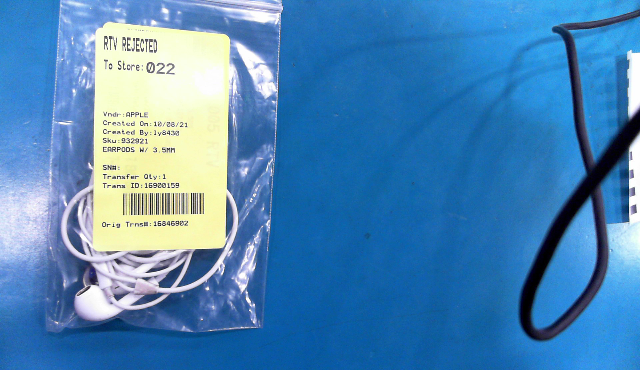 RTV REJECTED
To Store:022
Vndr:APPLE
Created On:10/08/21
Created By:ly8430
Sku:932921
EARPODS W/ 3.5MM
SN#:
Transfer Qty:1
Trans ID:16900159
Orig Trns#:16846902